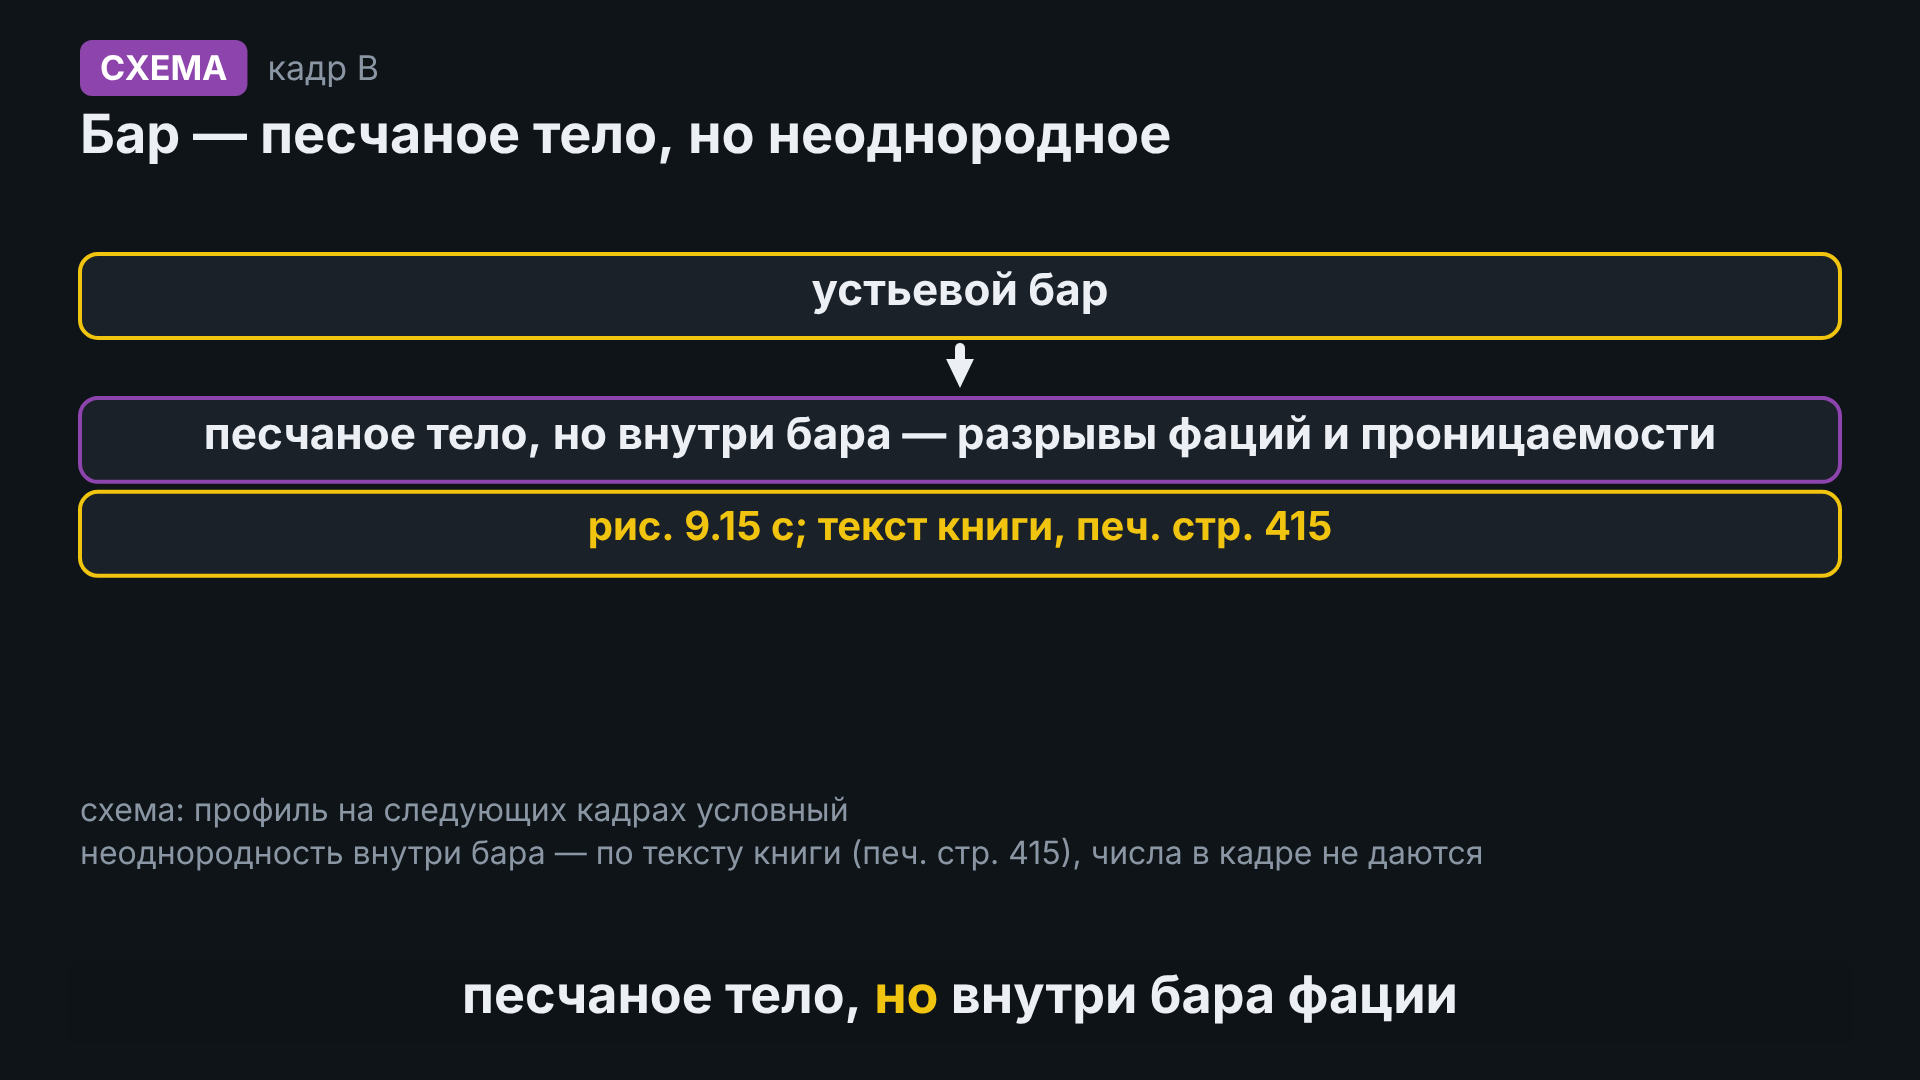 СХЕМА кадр В
Бар — песчаное тело, но неоднородное
устьевой бар
песчаное тело, но внутри бара — разрывы фаций и проницаемости
рис. 9.15 с; текст книги, печ. стр. 415
схема: профиль на следующих кадрах условный
неоднородность внутри бара — по тексту книги (печ. стр. 415), числа в кадре не даются
песчаное тело, но внутри бара фации